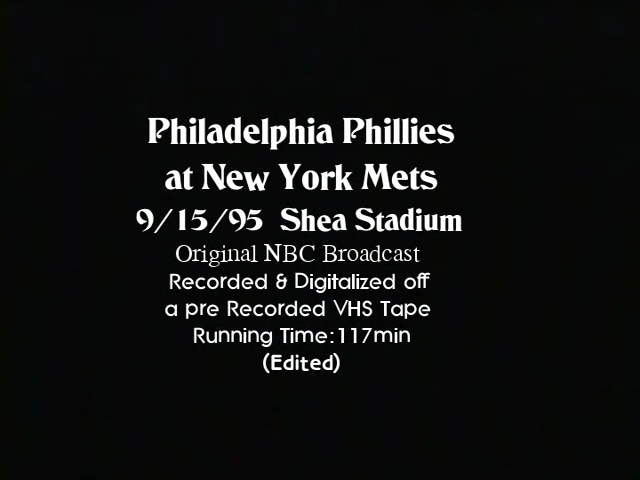 Philadelphia Phillies
at New York Mets
9/15/95 Shea Stadium
Original NBC Broadcast
Recorded & Digitalized off
a pre Recorded VHS Tape
Running Time:117min
(Edited)